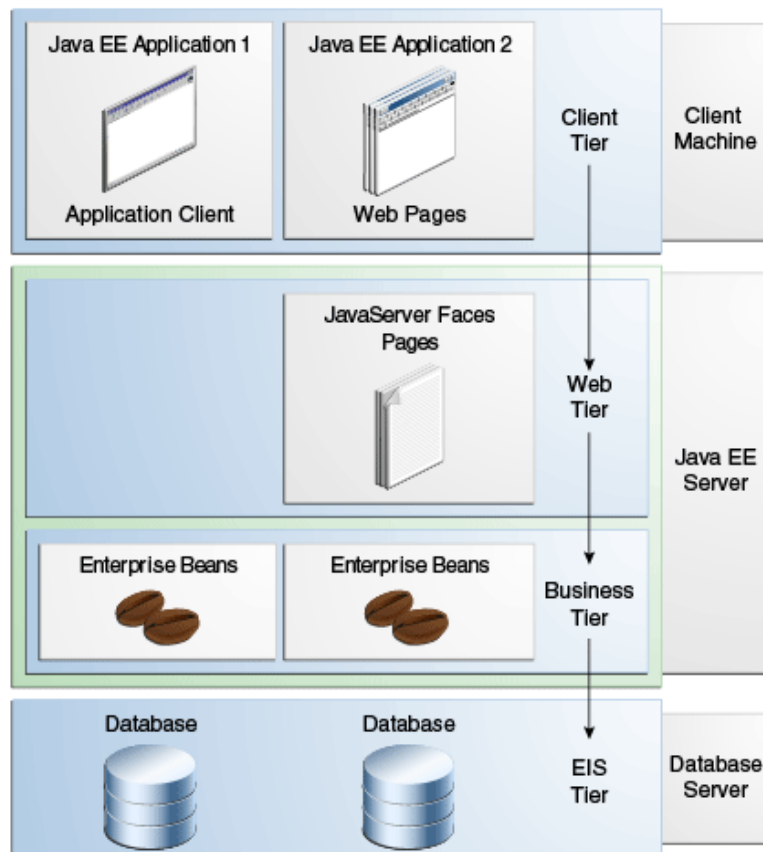 Java EE Application 1
Java EE Application 2
Application Client
Web Pages
Client
Tier
Client
Machine
JavaServer Faces
Pages
Web
Tier
Java EE
Server
Enterprise Beans
Enterprise Beans
Business
Tier
Database
Database
EIS
Tier
Database
Server